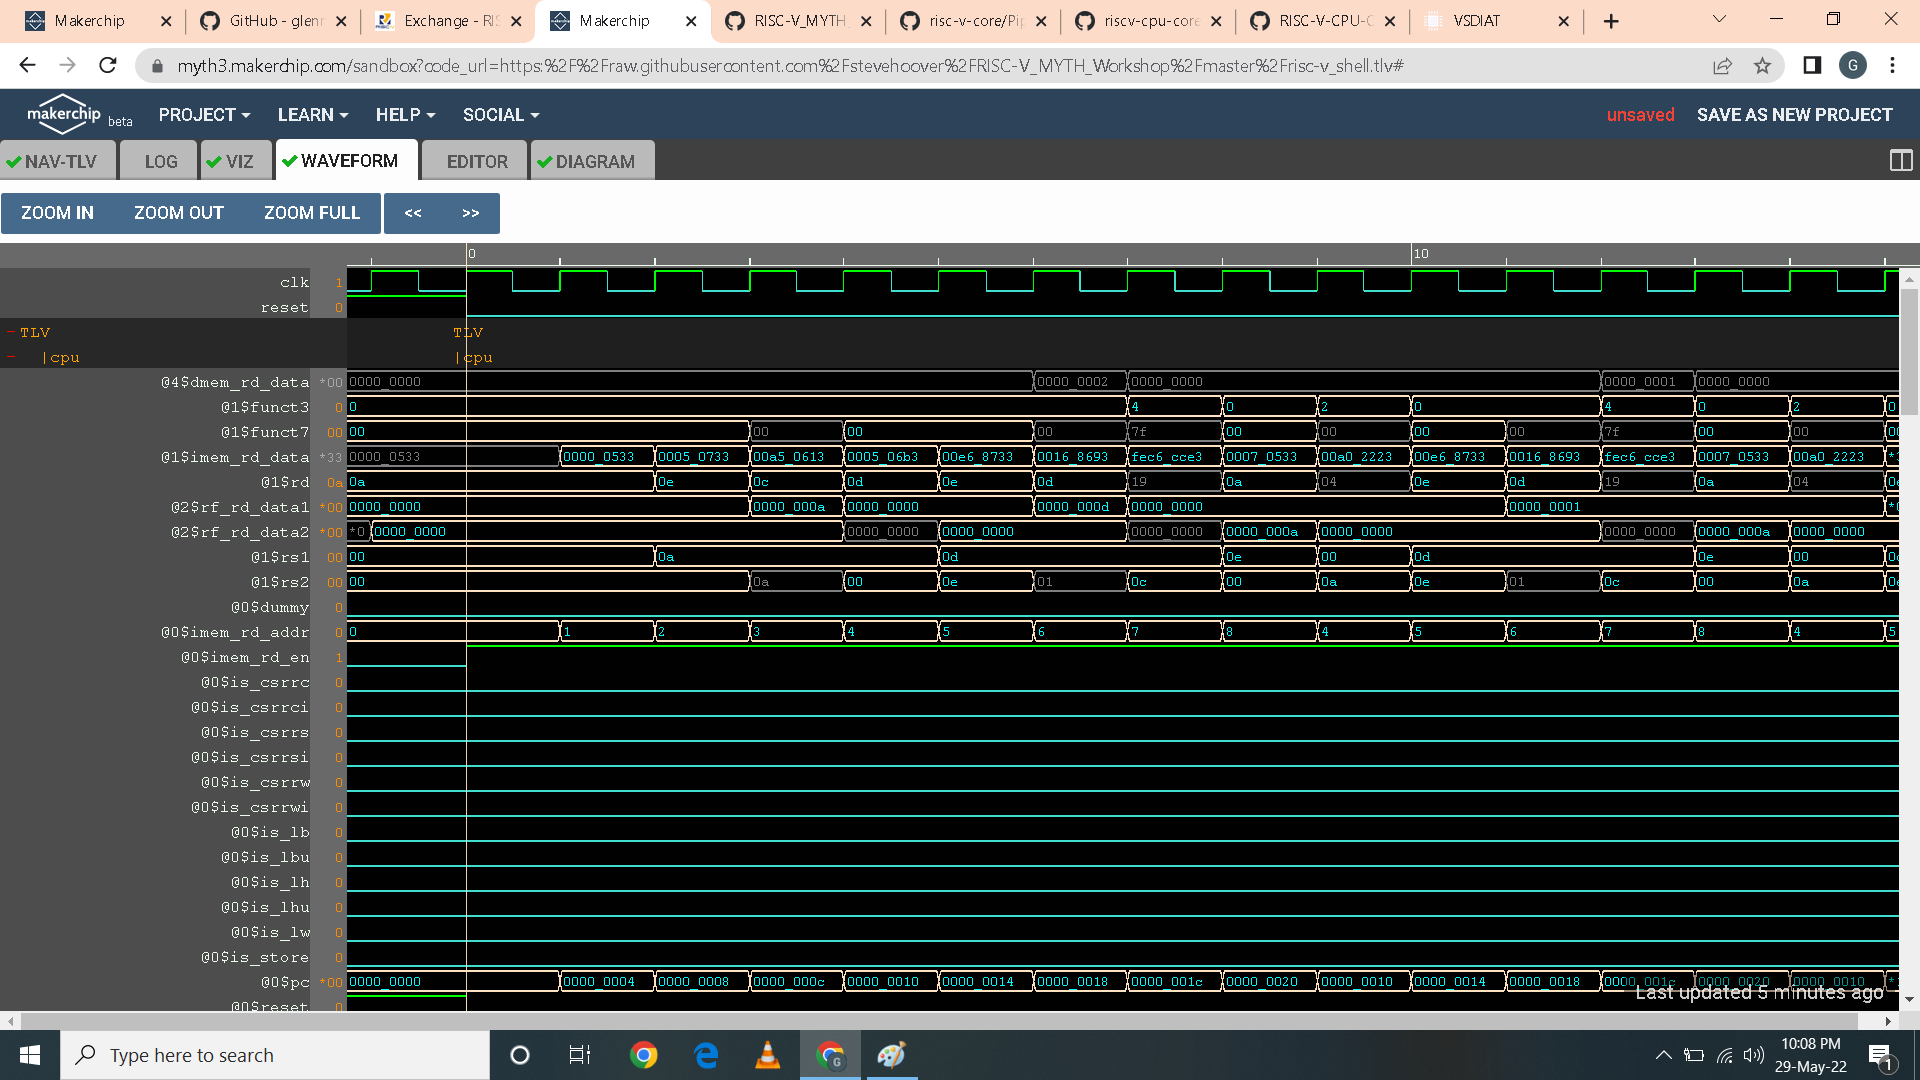 Makerchip GitHub - glenn Exchange - RIS Makerchip RISC-V_MYTH_ risc-v-core/Pip riscv-cpu-core RISC-V-CPU-C VSDIAT
myth3.makerchip.com/sandbox?code_url=https:%2F%2Fraw.githubusercontent.com%2Fstevehoover%2FRISC-V_MYTH_Workshop%2Fmaster%2Frisc-v_shell.tlv# G
makerchip beta PROJECT LEARN HELP SOCIAL unsaved SAVE AS NEW PROJECT
NAV-TLV LOG VIZ WAVEFORM EDITOR DIAGRAM
ZOOM IN ZOOM OUT ZOOM FULL << >>
0 10
clk 1
reset 0
-TLV TLV
- |cpu |cpu
@4$dmem_rd_data *00 0000_0000 0000_0002 0000_0000 0000_0001 0000_0000
@1$funct3 0 0 4 0 2 0 4 0 2 0
@1$funct7 00 00 00 00 00 7f 00 00 00 00 7f 00 00 00
@1$imem_rd_data *33 0000_0533 0000_0533 0005_0733 00a5_0613 0005_06b3 00e6_8733 0016_8693 fec6_cce3 0007_0533 00a0_2223 00e6_8733 0016_8693 fec6_cce3 0007_0533 00a0_2223
@1$rd 0a 0a 0e 0c 0d 0e 0d 19 0a 04 0e 0d 19 0a 04 0e
@2$rf_rd_data1 *00 0000_0000 0000_000a 0000_0000 0000_000d 0000_0000 0000_0001
@2$rf_rd_data2 *00 *0 0000_0000 0000_0000 0000_0000 0000_0000 0000_000a 0000_0000 0000_0000 0000_000a 0000_0000
@1$rs1 00 00 0a 0d 0e 00 0d 0e 00 0d
@1$rs2 00 00 0a 00 0e 01 0c 00 0a 0e 01 0c 00 0a 0e
@0$dummy 0
@0$imem_rd_addr 0 0 1 2 3 4 5 6 7 8 4 5 6 7 8 4 5
@0$imem_rd_en 1
@0$is_csrrc 0
@0$is_csrrci 0
@0$is_csrrs 0
@0$is_csrrsi 0
@0$is_csrrw 0
@0$is_csrrwi 0
@0$is_lb 0
@0$is_lbu 0
@0$is_lh 0
@0$is_lhu 0
@0$is_lw 0
@0$is_store 0
@0$pc *00 0000_0000 0000_0004 0000_0008 0000_000c 0000_0010 0000_0014 0000_0018 0000_001c 0000_0020 0000_0010 0000_0014 0000_0018 0000_001c 0000_0020 0000_0010
Last updated 5 minutes ago
@0$reset 0
Type here to search 10:08 PM
29-May-22 1